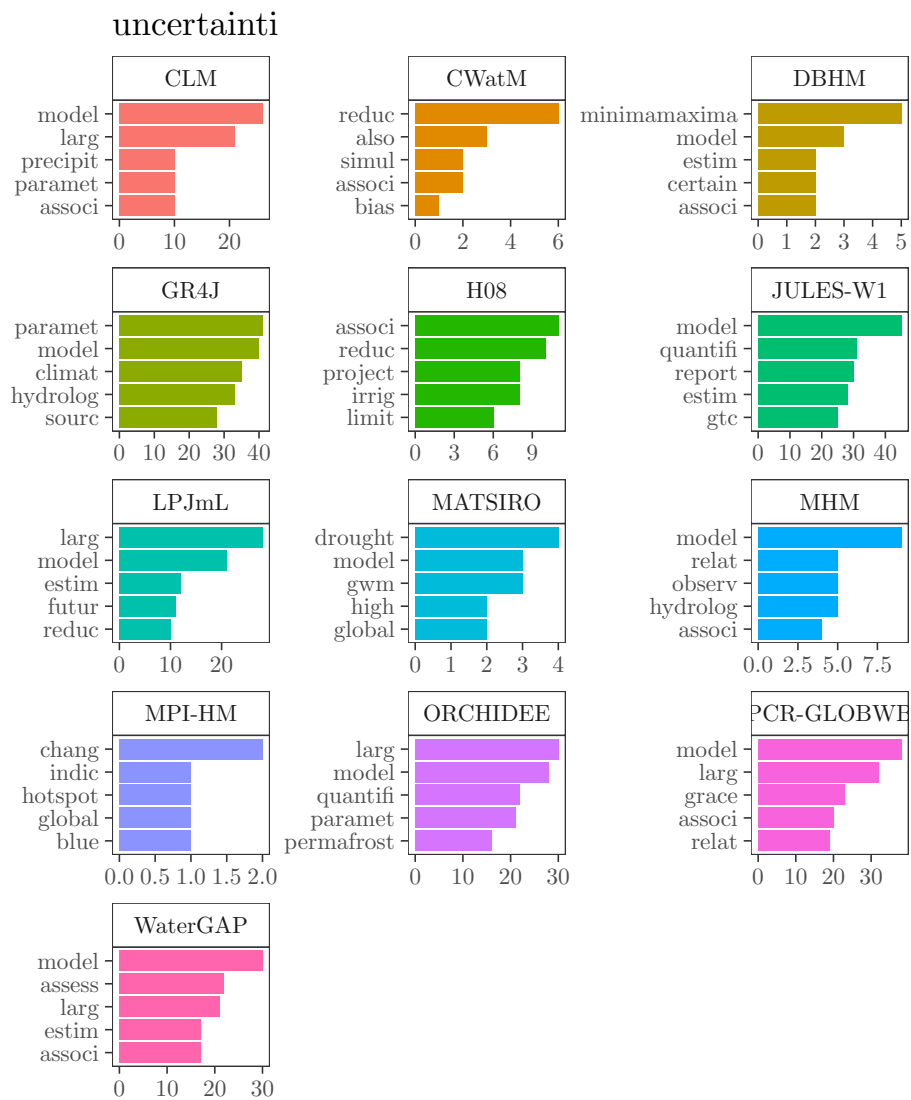 uncertainti
CLM
model
larg
precipit
paramet
associ
0 10 20
CWatM
reduc
also
simul
associ
bias
0 2 4 6
DBHM
minimamaxima
model
estim
certain
associ
0 1 2 3 4 5
GR4J
paramet
model
climat
hydrolog
sourc
0 10 20 30 40
H08
associ
reduc
project
irrig
limit
0 3 6 9
JULES-W1
model
quantifi
report
estim
gtc
0 10 20 30 40
LPJmL
larg
model
estim
futur
reduc
0 10 20
MATSIRO
drought
model
gwm
high
global
0 1 2 3 4
MHM
model
relat
observ
hydrolog
associ
0.0 2.5 5.0 7.5
MPI-HM
chang
indic
hotspot
global
blue
0.0 0.5 1.0 1.5 2.0
ORCHIDEE
larg
model
quantifi
paramet
permafrost
0 10 20 30
PCR-GLOBWB
model
larg
grace
associ
relat
0 10 20 30
WaterGAP
model
assess
larg
estim
associ
0 10 20 30